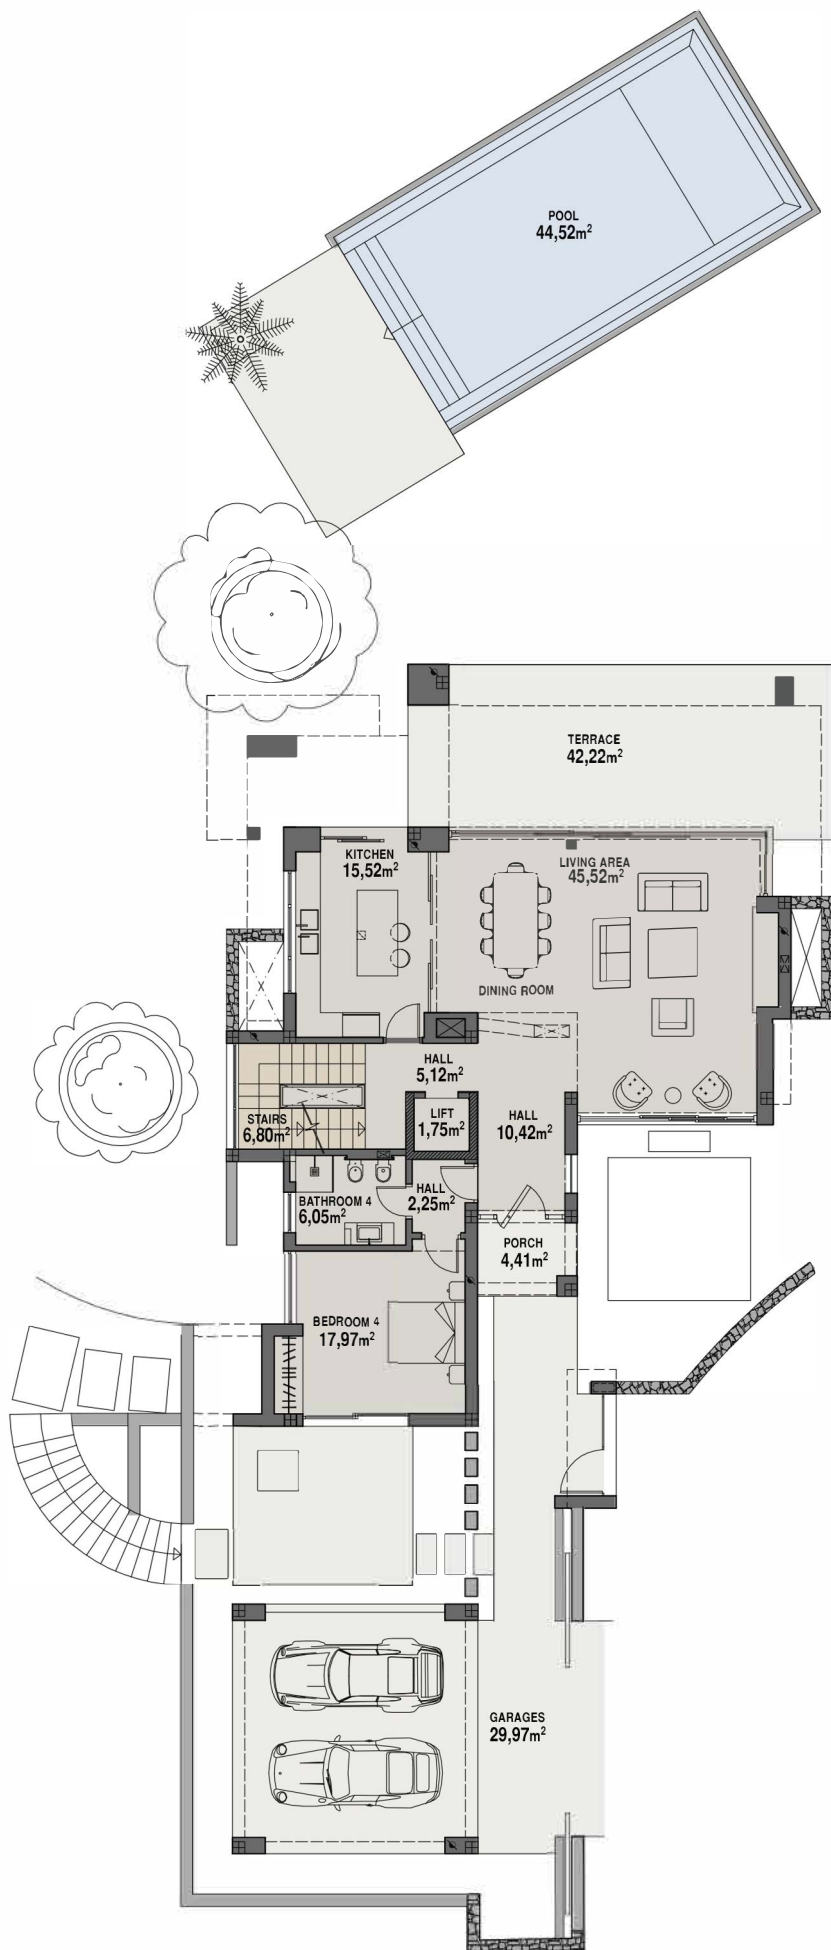 POOL
44,52m²
TERRACE
42,22m²
KITCHEN
15,52m²
LIVING AREA
45,52m²
DINING ROOM
HALL
5,12m²
STAIRS
6,80m²
LIFT
1,75m²
HALL
10,42m²
BATHROOM 4
6,05m²
HALL
2,25m²
PORCH
4,41m²
BEDROOM 4
17,97m²
GARAGES
29,97m²